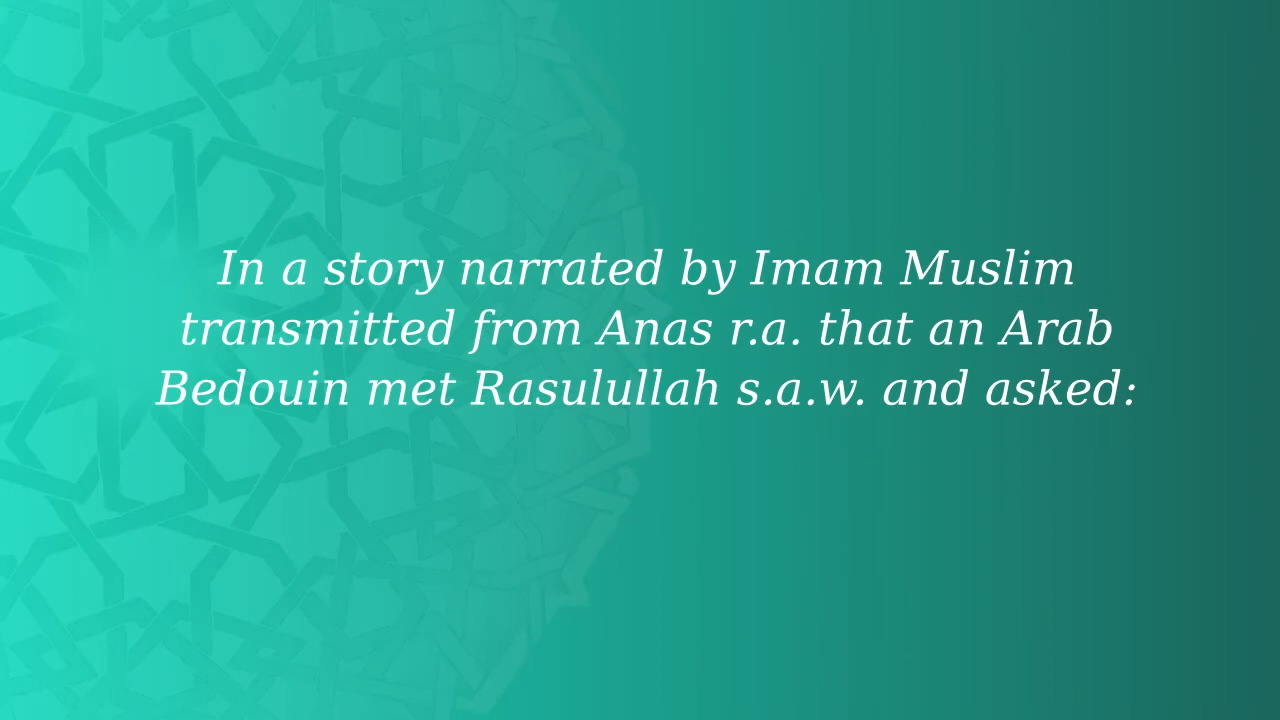 In a story narrated by Imam Muslim
transmitted from Anas r.a. that an Arab
Bedouin met Rasulullah s.a.w. and asked: